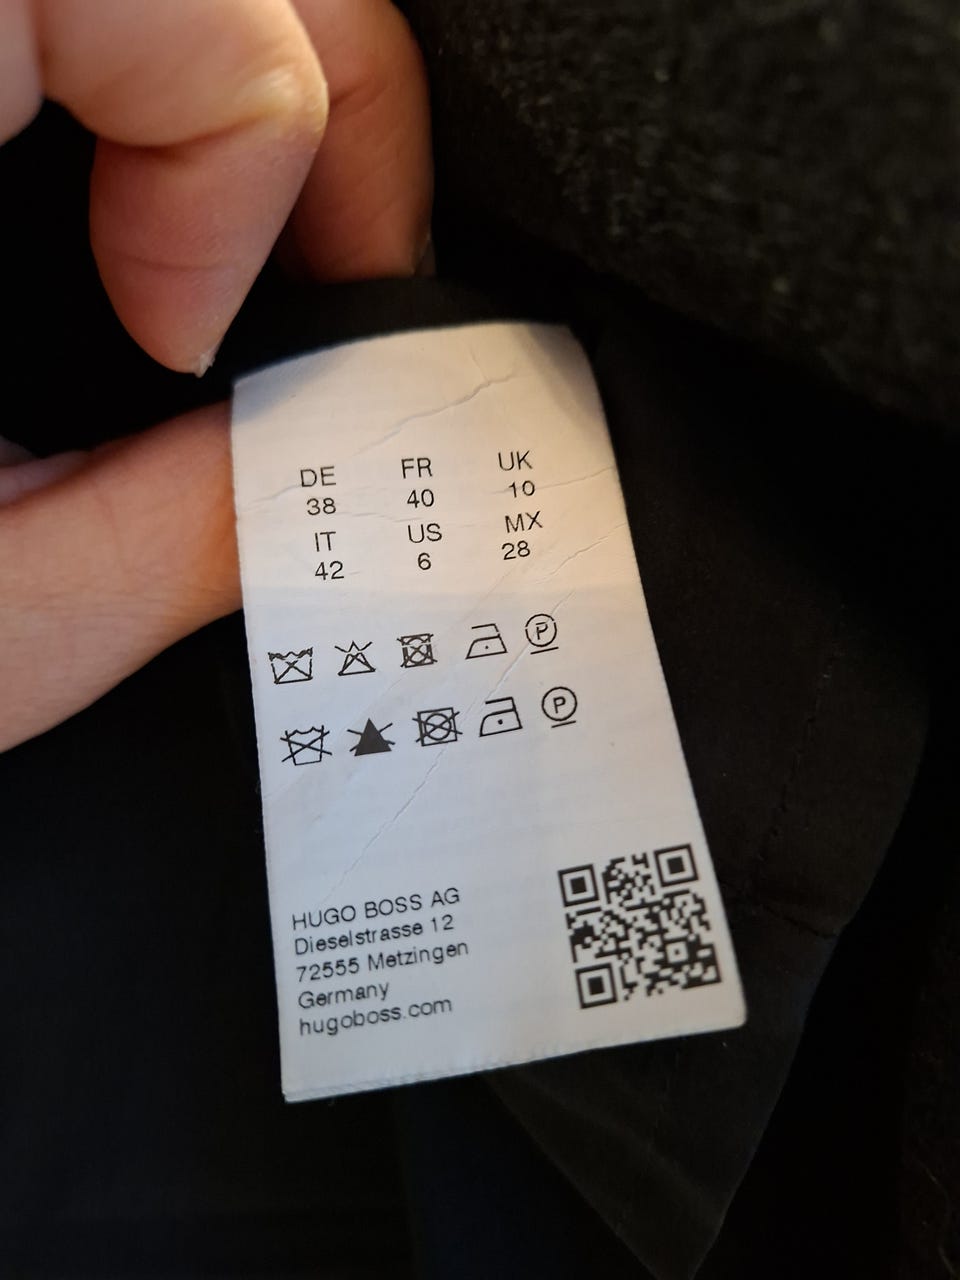 DE FR UK
38 40 10
IT US MX
42 6 28
P
P
HUGO BOSS AG
Dieselstrasse 12
72555 Metzingen
Germany
hugoboss.com